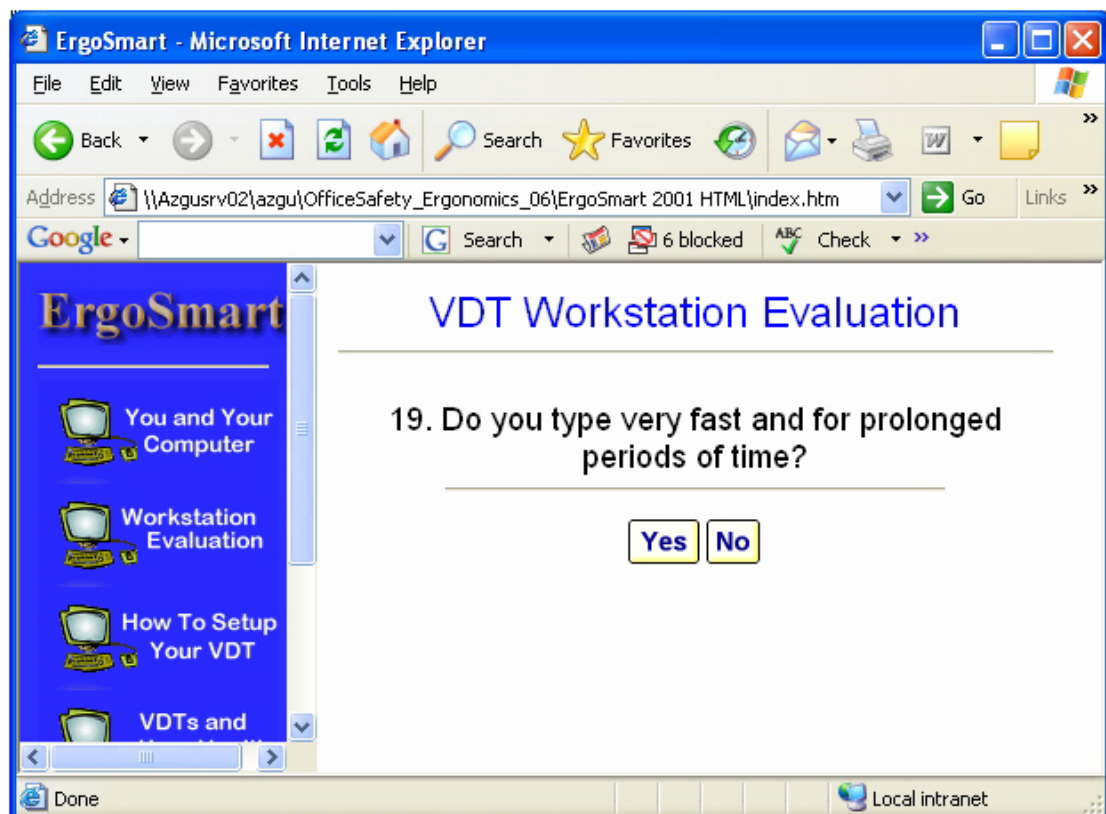 ErgoSmart - Microsoft Internet Explorer
File Edit View Favorites Tools Help
Back Search Favorites W »
Address \\Azgusrv02\azgu\OfficeSafety_Ergonomics_06\ErgoSmart 2001 HTML\index.htm Go Links »
Google G Search 6 blocked ABC Check »
ErgoSmart
You and Your
Computer
Workstation
Evaluation
How To Setup
Your VDT
VDTs and
VDT Workstation Evaluation
19. Do you type very fast and for prolonged
periods of time?
Yes No
Done Local intranet